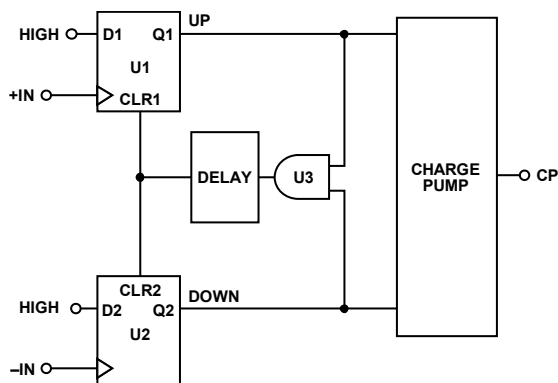 UP
HIGH
D1
Q1
U1
+IN
CLR1
DELAY
U3
CHARGE
PUMP
CP
CLR2
HIGH
D2
Q2
DOWN
U2
–IN